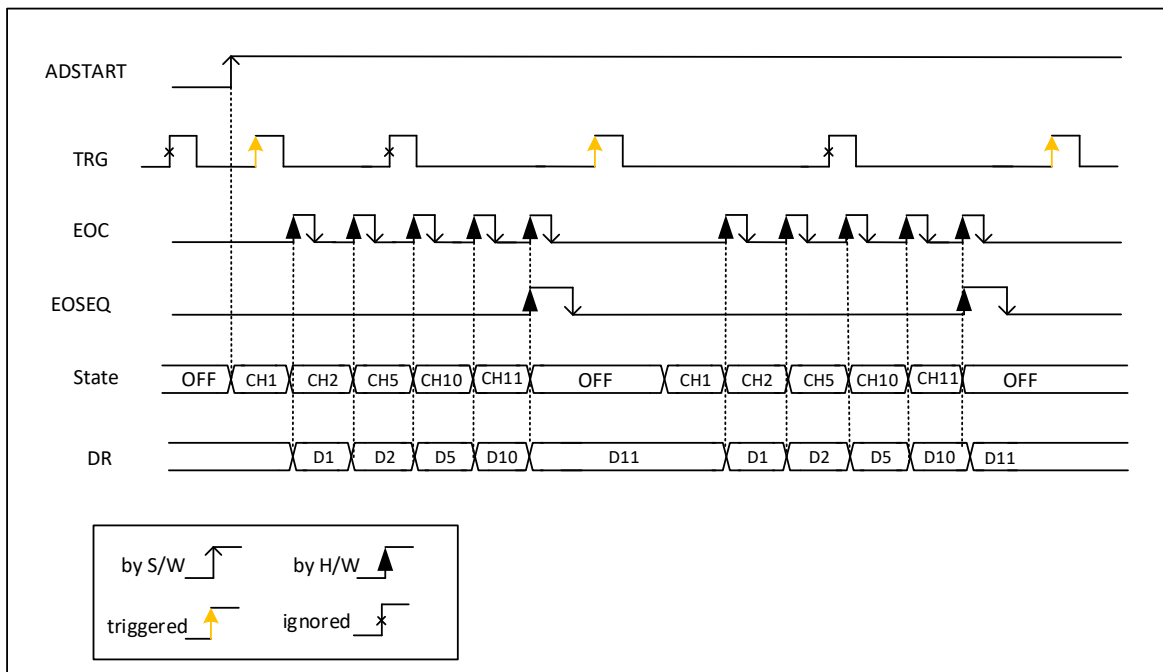 ADSTART
TRG
EOC
EOSEQ
State OFF CH1 CH2 CH5 CH10 CH11 OFF CH1 CH2 CH5 CH10 CH11 OFF
DR D1 D2 D5 D10 D11 D1 D2 D5 D10 D11
by S/W by H/W
triggered ignored